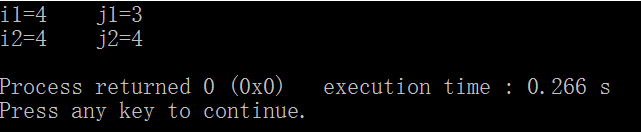 i1=4    j1=3
i2=4    j2=4
Process returned 0 (0x0)   execution time : 0.266 s
Press any key to continue.